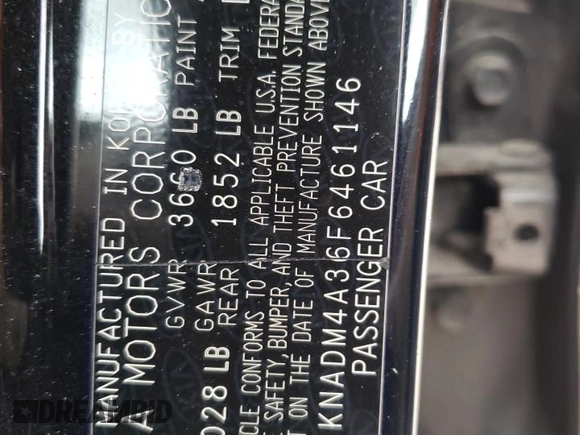 MANUFACTURED IN KO BY
A MOTORS CORPORATIO
GVWR 3660 LB PAINT
GAWR
028 LB REAR 1852 LB TRIM
CLE CONFORMS TO ALL APPLICABLE U.S.A. FEDERA
E SAFETY, BUMPER, AND THEFT PREVENTION STANDA
T ON THE DATE OF MANUFACTURE SHOWN ABOVE
KNADM4A36F6461146
PASSENGER CAR
DREAMBID